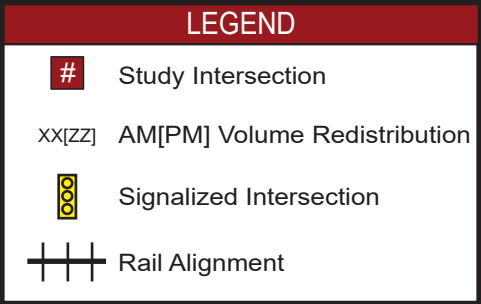 LEGEND
# Study Intersection
XX[ZZ] AM[PM] Volume Redistribution
Signalized Intersection
Rail Alignment